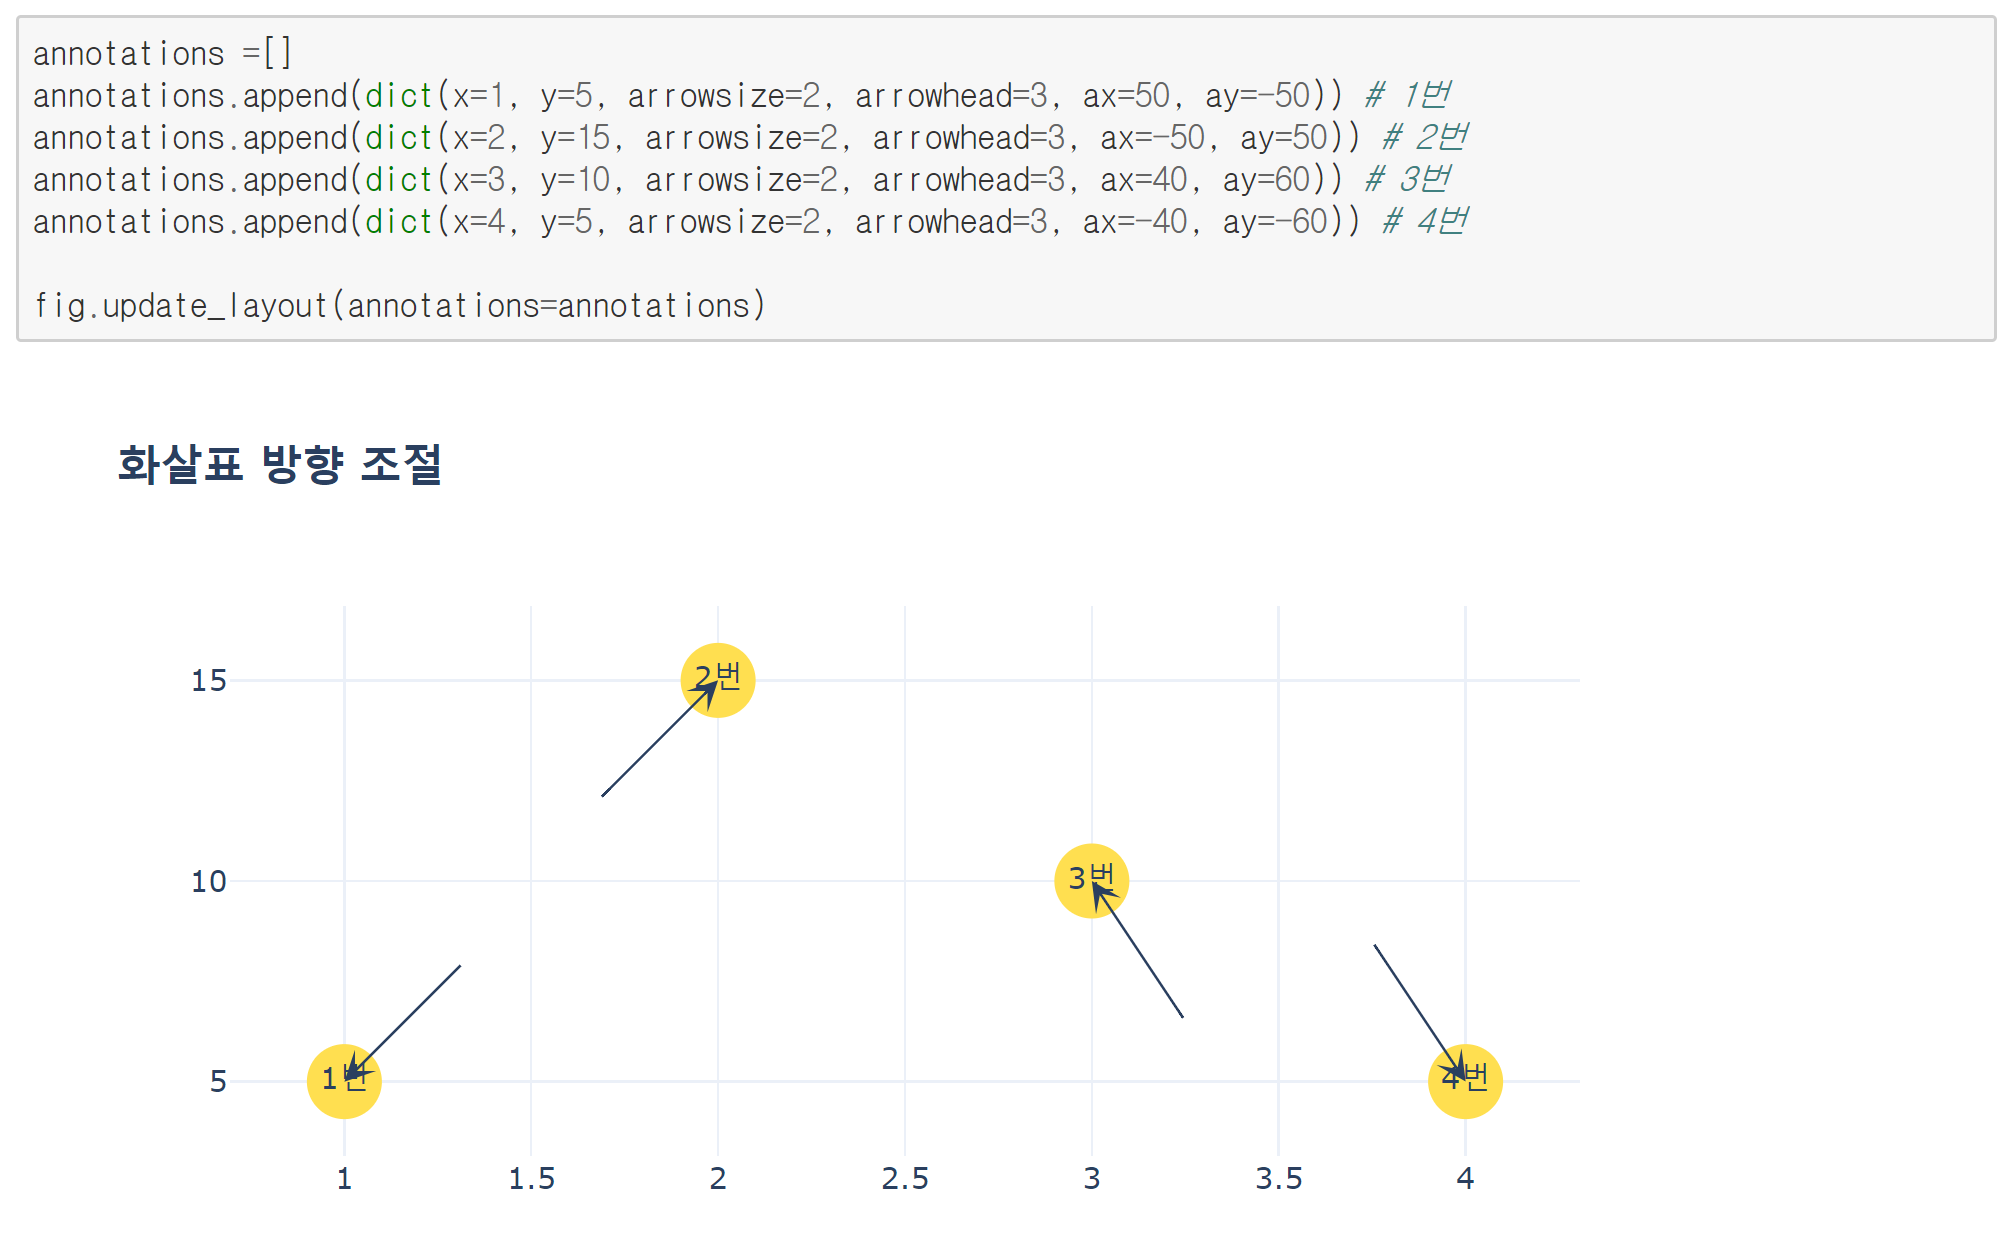 annotations =[]
annotations.append(dict(x=1, y=5, arrowsize=2, arrowhead=3, ax=50, ay=-50)) # 1번
annotations.append(dict(x=2, y=15, arrowsize=2, arrowhead=3, ax=-50, ay=50)) # 2번
annotations.append(dict(x=3, y=10, arrowsize=2, arrowhead=3, ax=40, ay=60)) # 3번
annotations.append(dict(x=4, y=5, arrowsize=2, arrowhead=3, ax=-40, ay=-60)) # 4번
fig.update_layout(annotations=annotations)
화살표 방향 조절
15
2번
10
3번
5
1번
4번
1 1.5 2 2.5 3 3.5 4